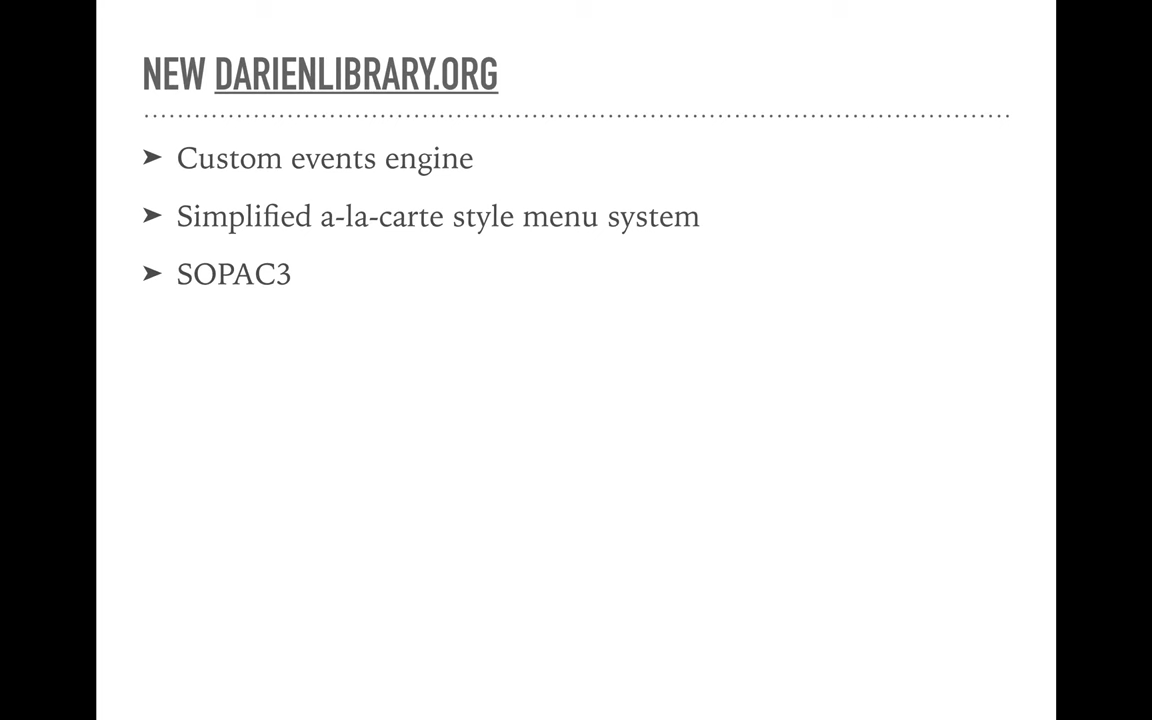 NEW DARIENLIBRARY.ORG
➤ Custom events engine
➤ Simplified a-la-carte style menu system
➤ SOPAC3